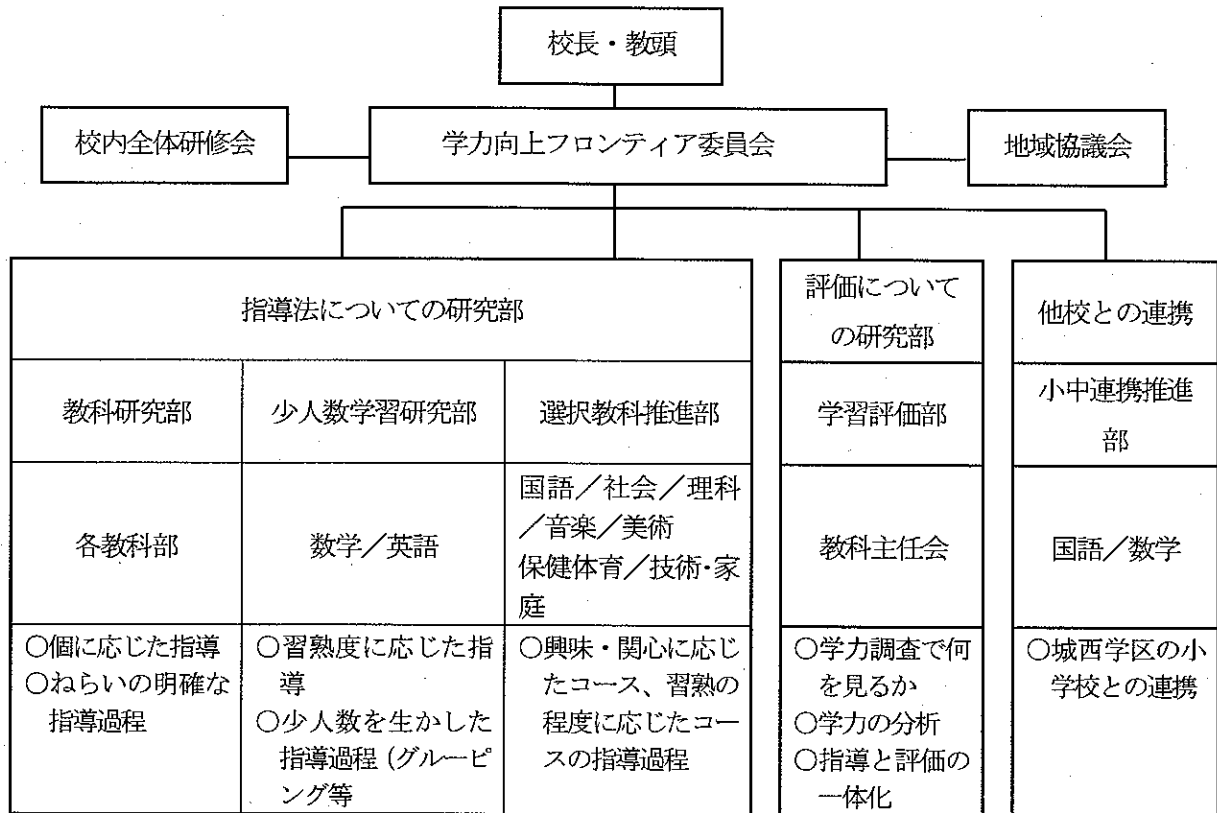 校長・教頭
校内全体研修会
学力向上フロンティア委員会
地域協議会
指導法についての研究部
評価について
の研究部
他校との連携
教科研究部
少人数学習研究部
選択教科推進部
学習評価部
小中連携推進
部
各教科部
数学／英語
国語／社会／理科
／音楽／美術
保健体育／技術・家
庭
教科主任会
国語／数学
○個に応じた指導
○ねらいの明確な
指導過程
○習熟度に応じた指
導
○少人数を生かした
指導過程（グルーピ
ング等
○興味・関心に応じ
たコース、習熟の
程度に応じたコー
スの指導過程
○学力調査で何
を見るか
○学力の分析
○指導と評価の
一体化
○城西学区の小
学校との連携